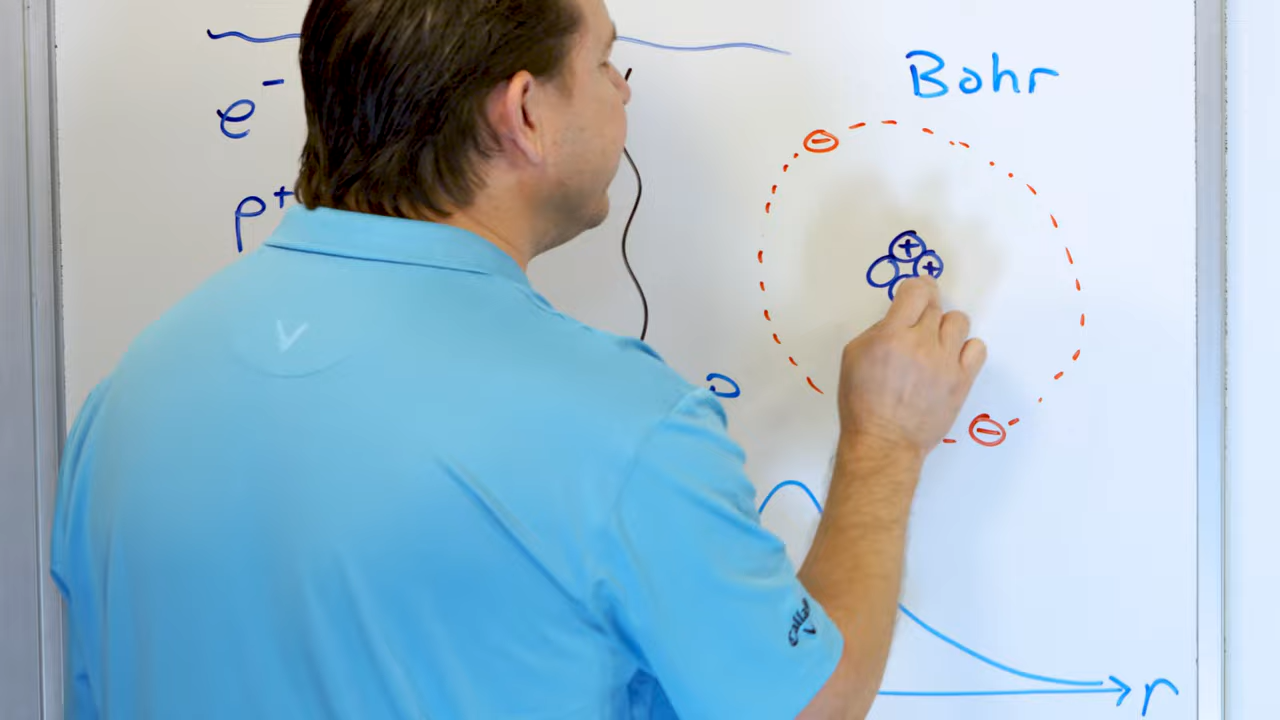 Bohr
e⁻
p⁺
⊖
+
+
o
⊖
r